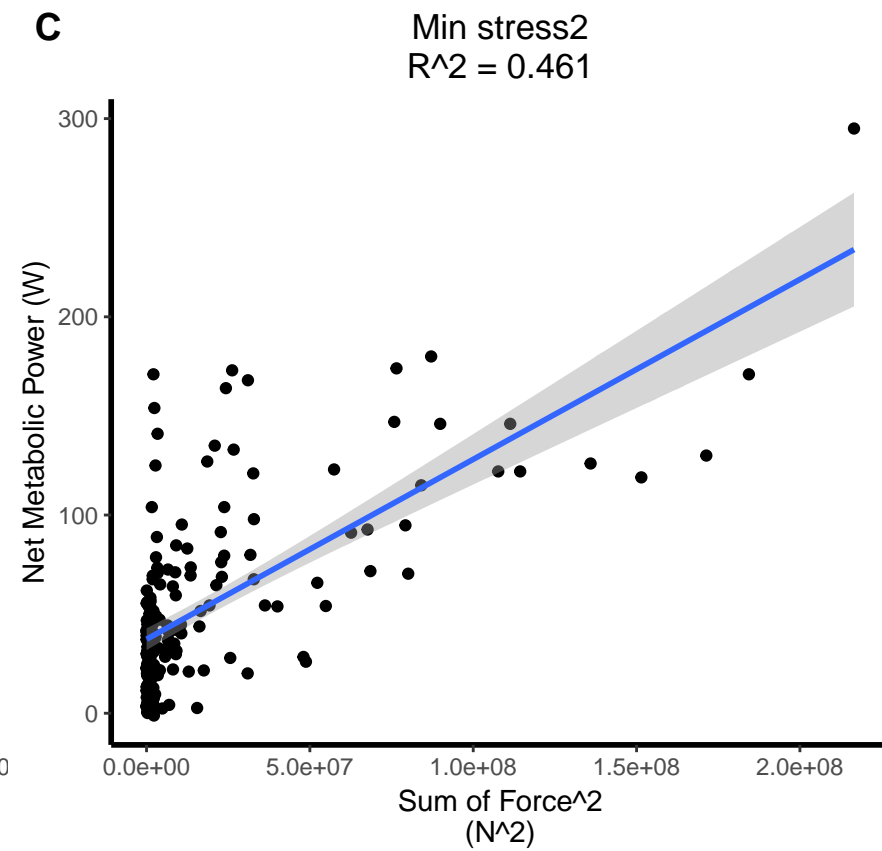 C
Min stress2
R^2 = 0.461
Net Metabolic Power (W)
300
200
100
0
0
0.0e+00 5.0e+07 1.0e+08 1.5e+08 2.0e+08
Sum of Force^2
(N^2)